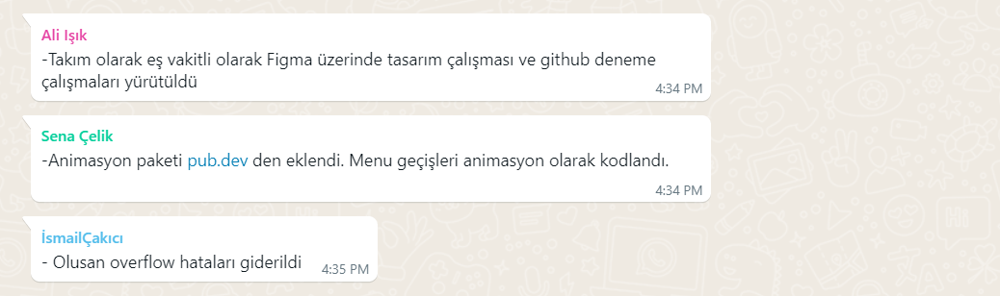 Ali Işık
-Takım olarak eş vakitli olarak Figma üzerinde tasarım çalışması ve github deneme
çalışmaları yürütüldü
4:34 PM
Sena Çelik
-Animasyon paketi pub.dev den eklendi. Menu geçişleri animasyon olarak kodlandı.
4:34 PM
İsmailÇakıcı
- Olusan overflow hataları giderildi
4:35 PM